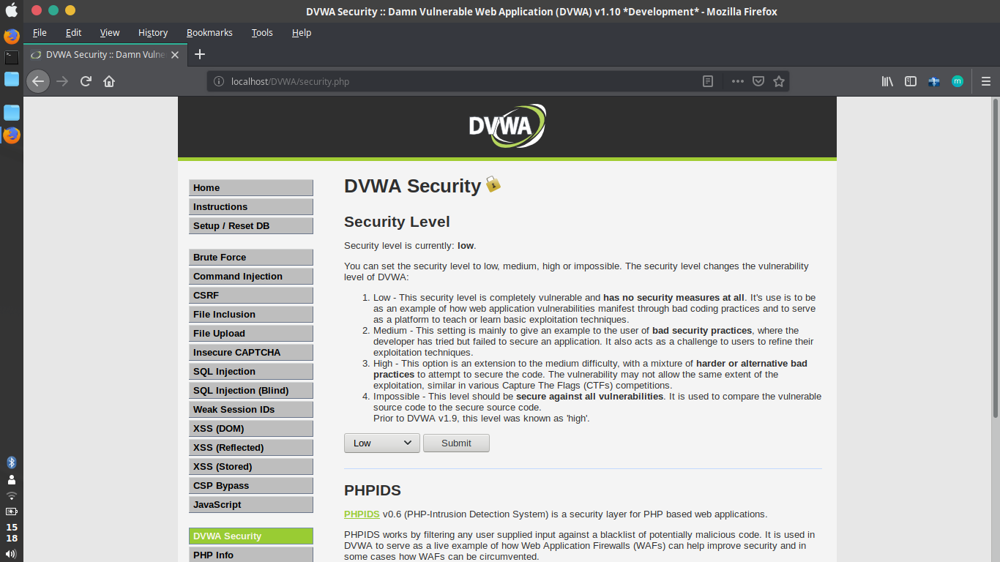 DVWA Security :: Damn Vulnerable Web Application (DVWA) v1.10 *Development* - Mozilla Firefox
File Edit View History Bookmarks Tools Help
DVWA Security :: Damn Vulne
localhost/DVWA/security.php
m
DVWA
Home
Instructions
Setup / Reset DB
Brute Force
Command Injection
CSRF
File Inclusion
File Upload
Insecure CAPTCHA
SQL Injection
SQL Injection (Blind)
Weak Session IDs
XSS (DOM)
XSS (Reflected)
XSS (Stored)
CSP Bypass
JavaScript
DVWA Security
PHP Info
DVWA Security
Security Level
Security level is currently: low.
You can set the security level to low, medium, high or impossible. The security level changes the vulnerability
level of DVWA:
1. Low - This security level is completely vulnerable and has no security measures at all. It's use is to be
as an example of how web application vulnerabilities manifest through bad coding practices and to serve
as a platform to teach or learn basic exploitation techniques.
2. Medium - This setting is mainly to give an example to the user of bad security practices, where the
developer has tried but failed to secure an application. It also acts as a challenge to users to refine their
exploitation techniques.
3. High - This option is an extension to the medium difficulty, with a mixture of harder or alternative bad
practices to attempt to secure the code. The vulnerability may not allow the same extent of the
exploitation, similar in various Capture The Flags (CTFs) competitions.
4. Impossible - This level should be secure against all vulnerabilities. It is used to compare the vulnerable
source code to the secure source code.
Prior to DVWA v1.9, this level was known as 'high'.
Low Submit
PHPIDS
PHPIDS v0.6 (PHP-Intrusion Detection System) is a security layer for PHP based web applications.
PHPIDS works by filtering any user supplied input against a blacklist of potentially malicious code. It is used in
DVWA to serve as a live example of how Web Application Firewalls (WAFs) can help improve security and in
some cases how WAFs can be circumvented.
15
18